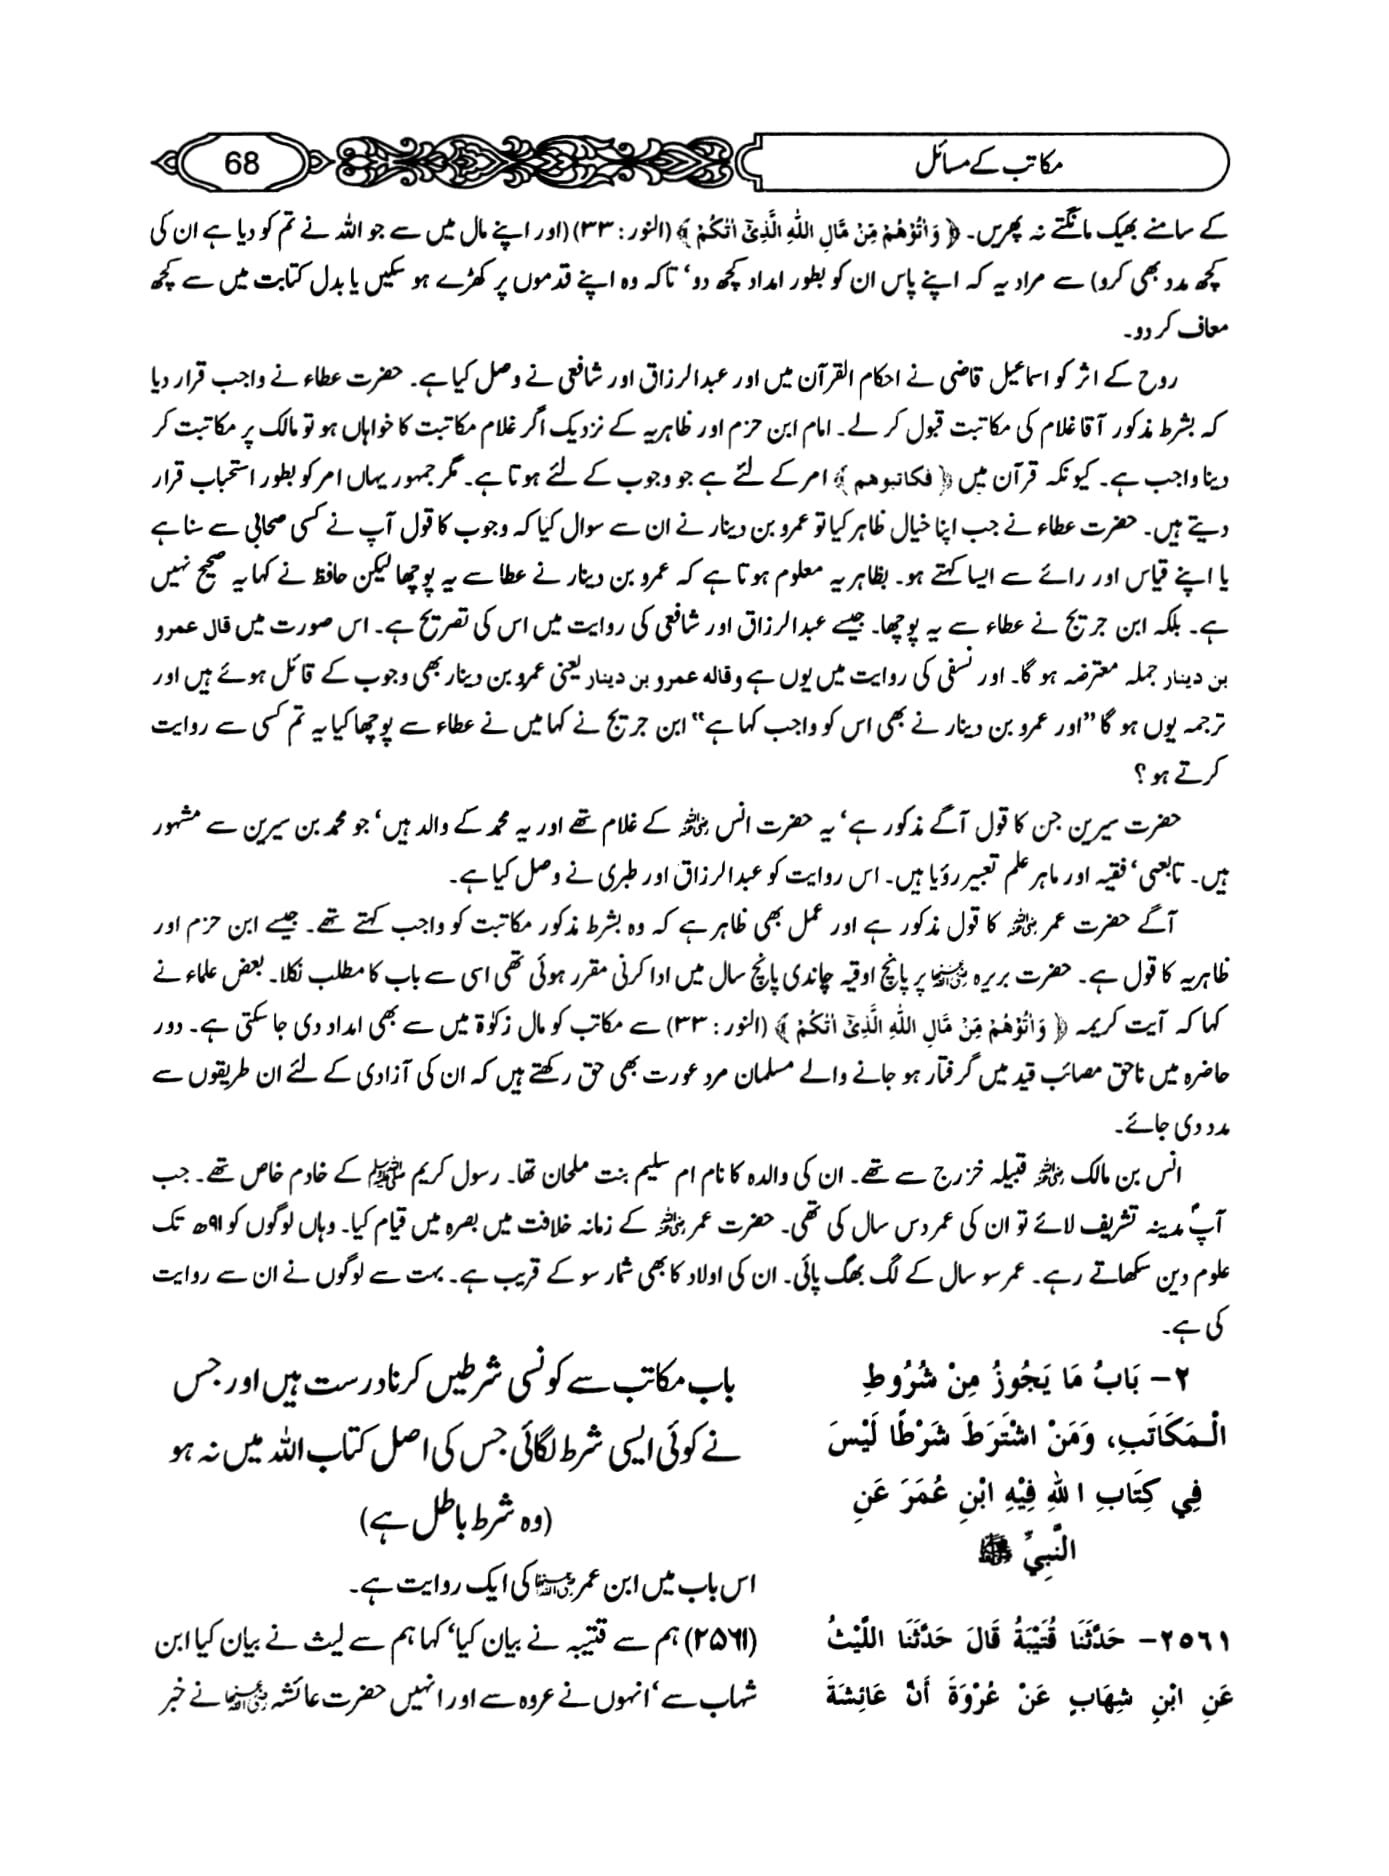 مکاتب کے مسائل
68
کے سامنے بھیک مانگتے نہ پھریں۔ ﴿ وَاٰتُوْهُمْ مِّنْ مَّالِ اللّٰهِ الَّذِیْٓ اٰتٰكُمْ ﴾ (النور : ۳۳) (اور اپنے مال میں سے جو اللہ نے تم کو دیا ہے ان کی
کچھ مدد بھی کرو) سے مراد یہ کہ اپنے پاس ان کو بطور امداد کچھ دو‘ تاکہ وہ اپنے قدموں پر کھڑے ہو سکیں یا بدل کتابت میں سے کچھ
معاف کر دو۔
روح کے اثر کو اسماعیل قاضی نے احکام القرآن میں اور عبدالرزاق اور شافعی نے وصل کیا ہے۔ حضرت عطاء نے واجب قرار دیا
کہ بشرط مذکور آقا غلام کی مکاتبت قبول کر لے۔ امام ابن حزم اور ظاہریہ کے نزدیک اگر غلام مکاتبت کا خواہاں ہو تو مالک پر مکاتبت کر
دینا واجب ہے۔ کیونکہ قرآن میں ﴿ فكاتبوهم ﴾ امر کے لئے ہے جو وجوب کے لئے ہوتا ہے۔ مگر جمہور یہاں امر کو بطور استحباب قرار
دیتے ہیں۔ حضرت عطاء نے جب اپنا خیال ظاہر کیا تو عمرو بن دینار نے ان سے سوال کیا کہ وجوب کا قول آپ نے کسی صحابی سے سنا ہے
یا اپنے قیاس اور رائے سے ایسا کہتے ہو۔ بظاہر یہ معلوم ہوتا ہے کہ عمرو بن دینار نے عطا سے یہ پوچھا لیکن حافظ نے کہا یہ صحیح نہیں
ہے۔ بلکہ ابن جریج نے عطاء سے یہ پوچھا۔ جیسے عبدالرزاق اور شافعی کی روایت میں اس کی تصریح ہے۔ اس صورت میں قال عمرو
بن دینار جملہ معترضہ ہو گا۔ اور نسفی کی روایت میں یوں ہے وقاله عمرو بن دینار یعنی عمرو بن دینار بھی وجوب کے قائل ہوئے ہیں اور
ترجمہ یوں ہو گا ”اور عمرو بن دینار نے بھی اس کو واجب کہا ہے“ ابن جریج نے کہا میں نے عطاء سے پوچھا کیا یہ تم کسی سے روایت
کرتے ہو ؟
حضرت سیرین جن کا قول آگے مذکور ہے‘ یہ حضرت انس رضی اللہ عنہ کے غلام تھے اور یہ محمد کے والد ہیں‘ جو محمد بن سیرین سے مشہور
ہیں۔ تابعی‘ فقیہ اور ماہر علم تعبیر رؤیا ہیں۔ اس روایت کو عبدالرزاق اور طبری نے وصل کیا ہے۔
آگے حضرت عمر رضی اللہ عنہ کا قول مذکور ہے اور عمل بھی ظاہر ہے کہ وہ بشرط مذکور مکاتبت کو واجب کہتے تھے۔ جیسے ابن حزم اور
ظاہریہ کا قول ہے۔ حضرت بریرہ رضی اللہ عنہا پر پانچ اوقیہ چاندی پانچ سال میں ادا کرنی مقرر ہوئی تھی اسی سے باب کا مطلب نکلا۔ بعض علماء نے
کہا کہ آیت کریمہ ﴿ وَاٰتُوْهُمْ مِّنْ مَّالِ اللّٰهِ الَّذِیْٓ اٰتٰكُمْ ﴾ (النور : ۳۳) سے مکاتب کو مال زکوٰۃ میں سے بھی امداد دی جا سکتی ہے۔ دور
حاضرہ میں ناحق مصائب قید میں گرفتار ہو جانے والے مسلمان مرد عورت بھی حق رکھتے ہیں کہ ان کی آزادی کے لئے ان طریقوں سے
مدد دی جائے۔
انس بن مالک رضی اللہ عنہ قبیلہ خزرج سے تھے۔ ان کی والدہ کا نام ام سلیم بنت ملحان تھا۔ رسول کریم ﷺ کے خادم خاص تھے۔ جب
آپؐ مدینہ تشریف لائے تو ان کی عمر دس سال کی تھی۔ حضرت عمر رضی اللہ عنہ کے زمانہ خلافت میں بصرہ میں قیام کیا۔ وہاں لوگوں کو ۹۱ھ تک
علوم دین سکھاتے رہے۔ عمر سو سال کے لگ بھگ پائی۔ ان کی اولاد کا بھی شمار سو کے قریب ہے۔ بہت سے لوگوں نے ان سے روایت
کی ہے۔
٢- بَابُ مَا يَجُوزُ مِنْ شُرُوطِ
الْـمَكَاتَبِ، وَمَنْ اشْتَرَطَ شَرْطًا لَيْسَ
فِي كِتَابِ اللهِ فِيْهِ ابْنِ عُمَرَ عَنِ
النَّبِيِّ ﷺ
٢٥٦١- حَدَّثَنَا قُتَيْبَةُ قَالَ حَدَّثَنَا اللَّيْثُ
عَنِ ابْنِ شِهَابٍ عَنْ عُرْوَةَ أَنَّ عَائِشَةَ
باب مکاتب سے کونسی شرطیں کرنا درست ہیں اور جس
نے کوئی ایسی شرط لگائی جس کی اصل کتاب اللہ میں نہ ہو
(وہ شرط باطل ہے)
اس باب میں ابن عمر رضی اللہ عنہما کی ایک روایت ہے۔
(۲۵۶۱) ہم سے قتیبہ نے بیان کیا‘ کہا ہم سے لیث نے بیان کیا ابن
شہاب سے‘ انہوں نے عروہ سے اور انہیں حضرت عائشہ رضی اللہ عنہا نے خبر